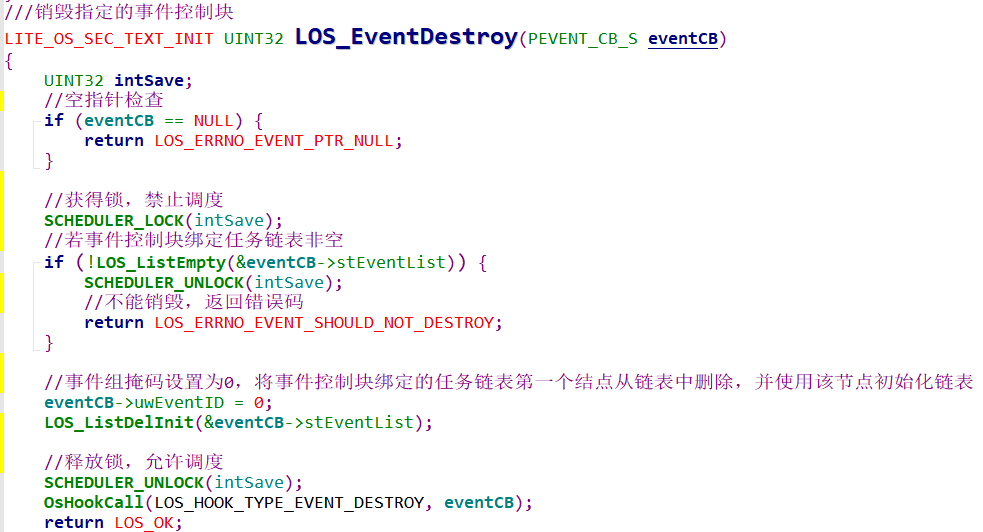 ///销毁指定的事件控制块
LITE_OS_SEC_TEXT_INIT UINT32 LOS_EventDestroy(PEVENT_CB_S eventCB)
{
    UINT32 intSave;
    //空指针检查
    if (eventCB == NULL) {
        return LOS_ERRNO_EVENT_PTR_NULL;
    }

    //获得锁，禁止调度
    SCHEDULER_LOCK(intSave);
    //若事件控制块绑定任务链表非空
    if (!LOS_ListEmpty(&eventCB->stEventList)) {
        SCHEDULER_UNLOCK(intSave);
        //不能销毁，返回错误码
        return LOS_ERRNO_EVENT_SHOULD_NOT_DESTROY;
    }

    //事件组掩码设置为0，将事件控制块绑定的任务链表第一个结点从链表中删除，并使用该节点初始化链表
    eventCB->uwEventID = 0;
    LOS_ListDelInit(&eventCB->stEventList);

    //释放锁，允许调度
    SCHEDULER_UNLOCK(intSave);
    OsHookCall(LOS_HOOK_TYPE_EVENT_DESTROY, eventCB);
    return LOS_OK;